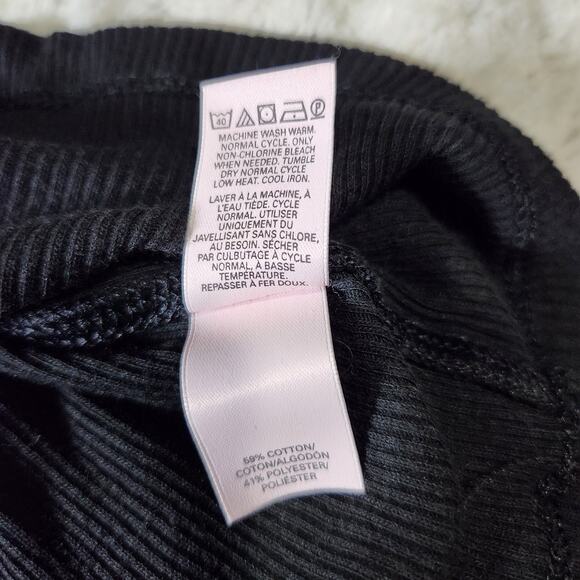 40 P
MACHINE WASH WARM.
NORMAL CYCLE. ONLY
NON-CHLORINE BLEACH
WHEN NEEDED. TUMBLE
DRY NORMAL CYCLE
LOW HEAT. COOL IRON.
LAVER À LA MACHINE, À
L'EAU TIÈDE. CYCLE
NORMAL. UTILISER
UNIQUEMENT DU
JAVELLISANT SANS CHLORE,
AU BESOIN. SÉCHER
PAR CULBUTAGE À CYCLE
NORMAL, À BASSE
TEMPÉRATURE.
REPASSER À FER DOUX.
59% COTTON/
COTON/ALGODÓN
41% POLYESTER/
POLIÉSTER